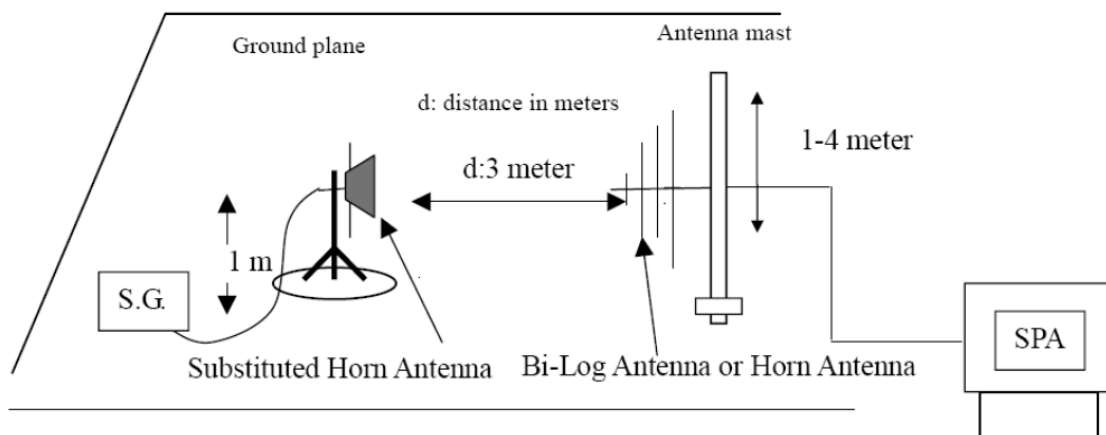 Ground plane
Antenna mast
d: distance in meters
d:3 meter
1-4 meter
1 m
S.G.
SPA
Substituted Horn Antenna
Bi-Log Antenna or Horn Antenna